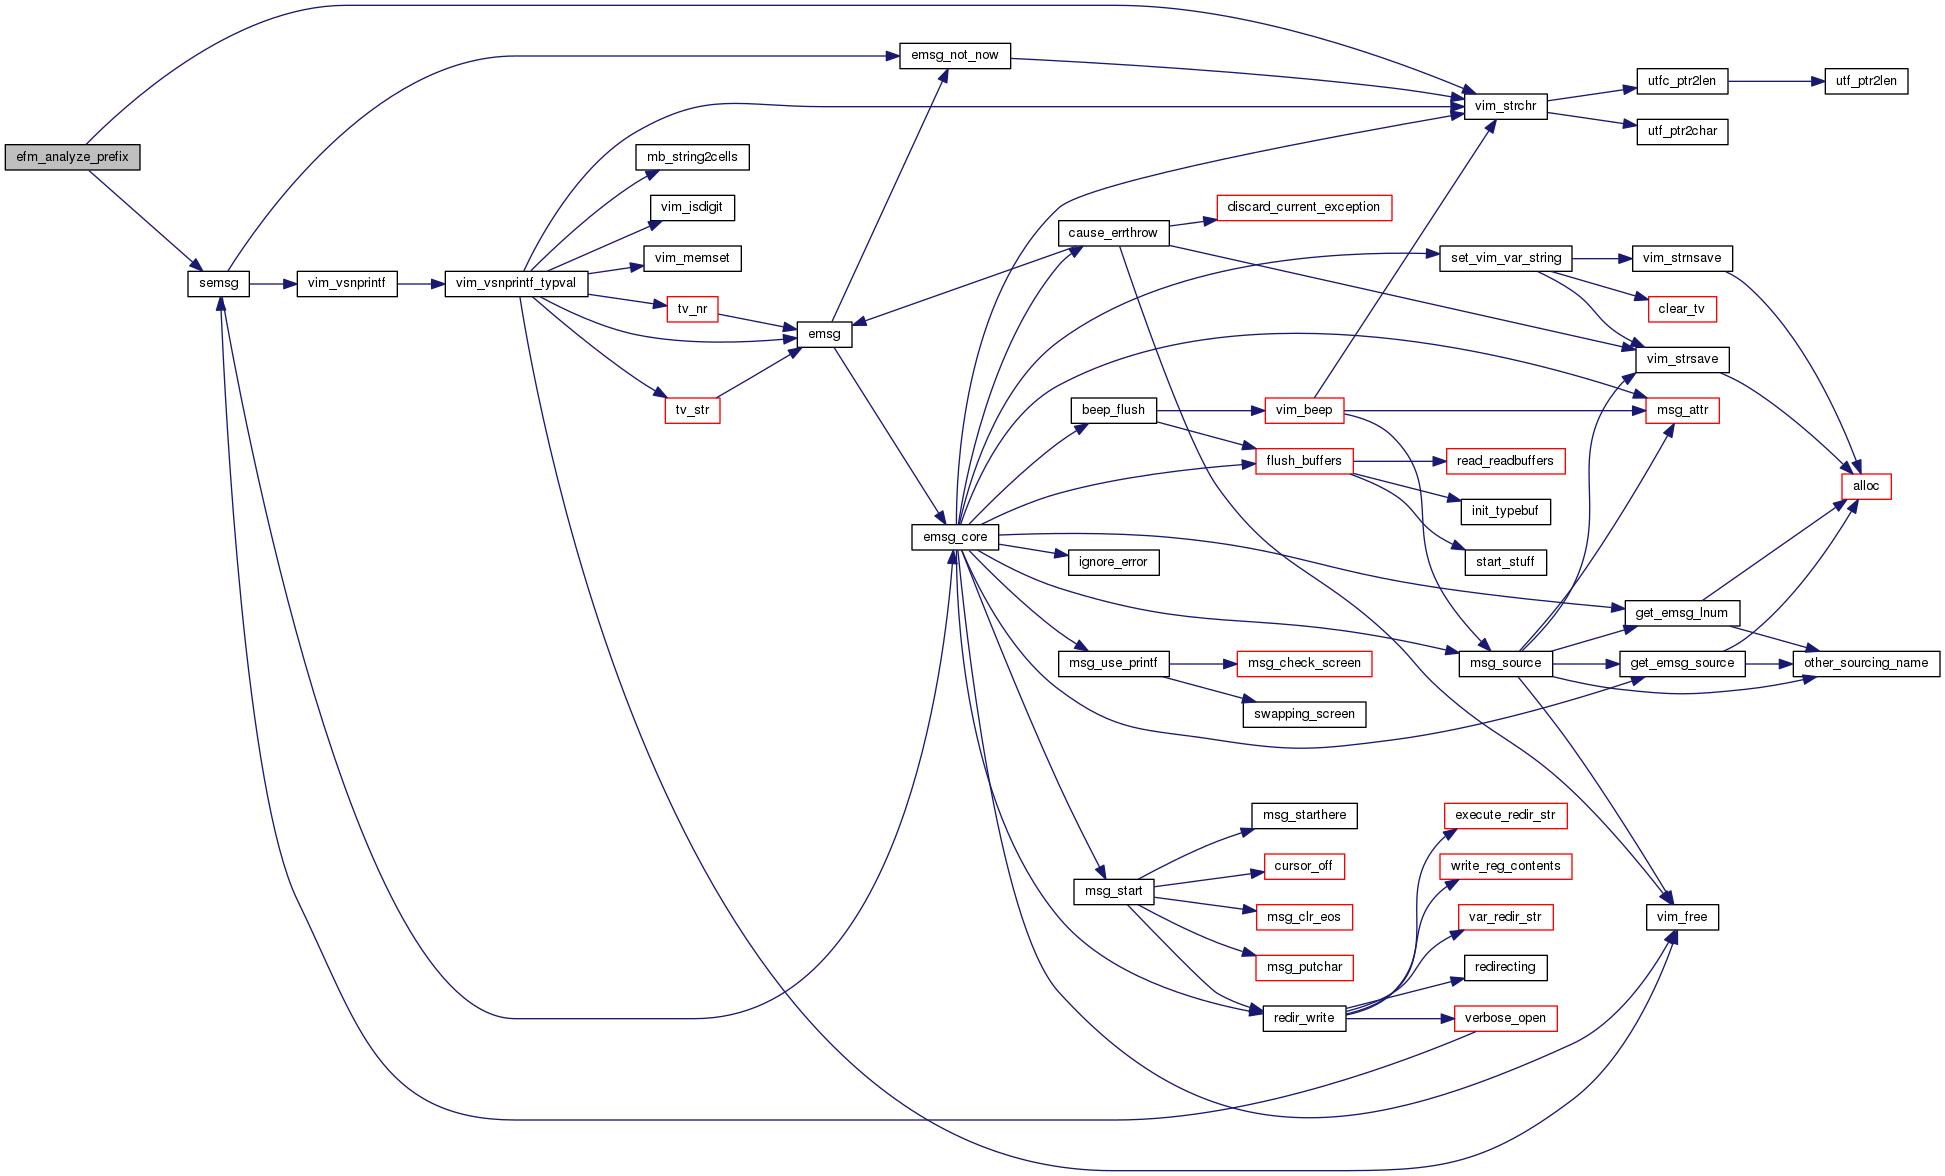 efm_analyze_prefix
semsg
vim_vsnprintf
vim_vsnprintf_typval
mb_string2cells
vim_isdigit
vim_memset
tv_nr
tv_str
emsg
emsg_not_now
emsg_core
cause_errthrow
discard_current_exception
beep_flush
vim_beep
flush_buffers
read_readbuffers
init_typebuf
start_stuff
ignore_error
msg_use_printf
msg_check_screen
swapping_screen
msg_start
msg_starthere
cursor_off
msg_clr_eos
msg_putchar
redir_write
execute_redir_str
write_reg_contents
var_redir_str
redirecting
verbose_open
vim_strchr
utfc_ptr2len
utf_ptr2len
utf_ptr2char
set_vim_var_string
vim_strnsave
clear_tv
vim_strsave
msg_attr
alloc
get_emsg_lnum
msg_source
get_emsg_source
other_sourcing_name
vim_free